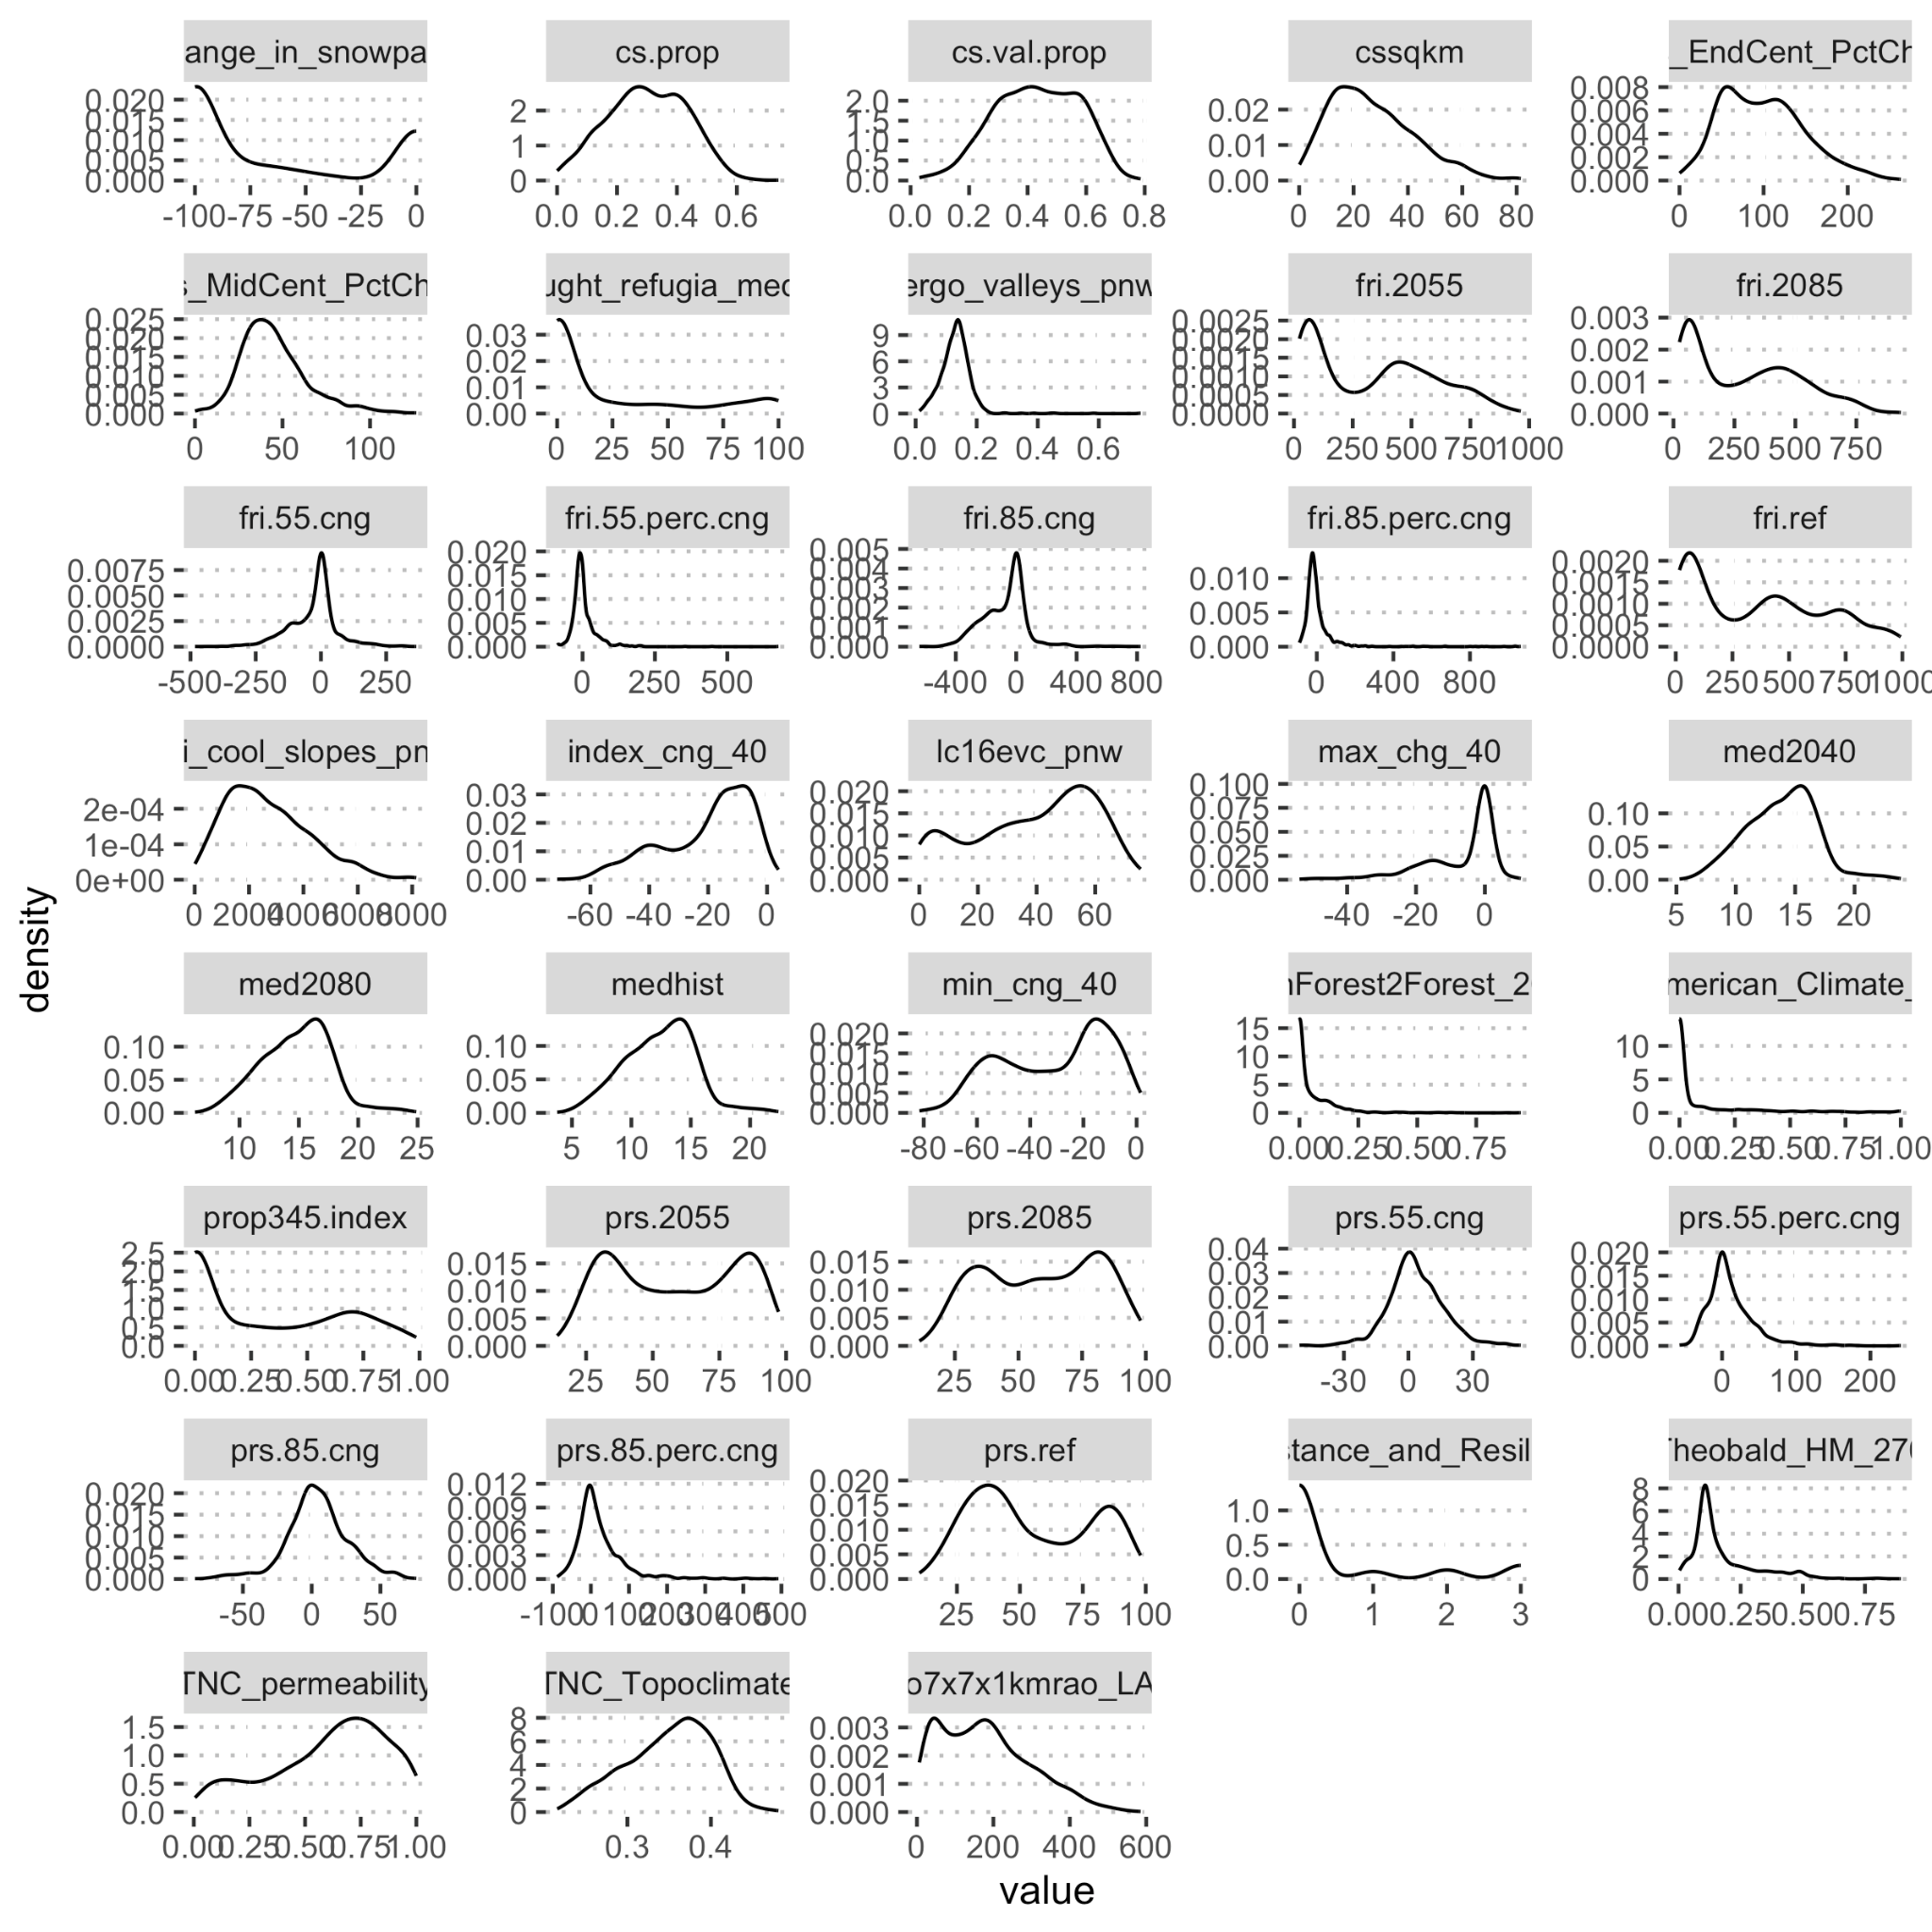 ange_in_snowpa
cs.prop
cs.val.prop
cssqkm
_EndCent_PctCh
0.020
0.015
0.010
0.005
0.000
2
1
0
2.0
1.5
1.0
0.5
0.0
0.02
0.01
0.00
0.008
0.006
0.004
0.002
0.000
-100 -75 -50 -25 0
0.0 0.2 0.4 0.6
0.0 0.2 0.4 0.6 0.8
0 20 40 60 80
0 100 200
s_MidCent_PctCh
ught_refugia_med
ergo_valleys_pnw
fri.2055
fri.2085
0.025
0.020
0.015
0.010
0.005
0.000
0.03
0.02
0.01
0.00
9
6
3
0
0.0025
0.0020
0.0015
0.0010
0.0005
0.0000
0.003
0.002
0.001
0.000
0 50 100
0 25 50 75 100
0.0 0.2 0.4 0.6
0 250 500 750 1000
0 250 500 750
fri.55.cng
fri.55.perc.cng
fri.85.cng
fri.85.perc.cng
fri.ref
0.0075
0.0050
0.0025
0.0000
0.020
0.015
0.010
0.005
0.000
0.005
0.004
0.003
0.002
0.001
0.000
0.010
0.005
0.000
0.0020
0.0015
0.0010
0.0005
0.0000
-500 -250 0 250
0 250 500
-400 0 400 800
0 400 800
0 250 500 750 1000
i_cool_slopes_pn
index_cng_40
lc16evc_pnw
max_chg_40
med2040
2e-04
1e-04
0e+00
0.03
0.02
0.01
0.00
0.020
0.015
0.010
0.005
0.000
0.100
0.075
0.050
0.025
0.000
0.10
0.05
0.00
0 2000 4000 6000 8000
-60 -40 -20 0
0 20 40 60
-40 -20 0
5 10 15 20
density
med2080
medhist
min_cng_40
nForest2Forest_20
merican_Climate_
0.10
0.05
0.00
0.10
0.05
0.00
0.020
0.015
0.010
0.005
0.000
15
10
5
0
10
5
0
10 15 20 25
5 10 15 20
-80 -60 -40 -20 0
0.00 0.25 0.50 0.75
0.00 0.25 0.50 0.75 1.00
prop345.index
prs.2055
prs.2085
prs.55.cng
prs.55.perc.cng
2.5
2.0
1.5
1.0
0.5
0.0
0.015
0.010
0.005
0.000
0.015
0.010
0.005
0.000
0.04
0.03
0.02
0.01
0.00
0.020
0.015
0.010
0.005
0.000
0.00 0.25 0.50 0.75 1.00
25 50 75 100
25 50 75 100
-30 0 30
0 100 200
prs.85.cng
prs.85.perc.cng
prs.ref
stance_and_Resil
Theobald_HM_270
0.020
0.015
0.010
0.005
0.000
0.012
0.009
0.006
0.003
0.000
0.020
0.015
0.010
0.005
0.000
1.0
0.5
0.0
8
6
4
2
0
-50 0 50
-100 0 100 200 300 400 500
25 50 75 100
0 1 2 3
0.00 0.25 0.50 0.75
TNC_permeability
TNC_Topoclimate
o7x7x1kmrao_LA
1.5
1.0
0.5
0.0
8
6
4
2
0
0.003
0.002
0.001
0.000
0.00 0.25 0.50 0.75 1.00
0.3 0.4
0 200 400 600
value